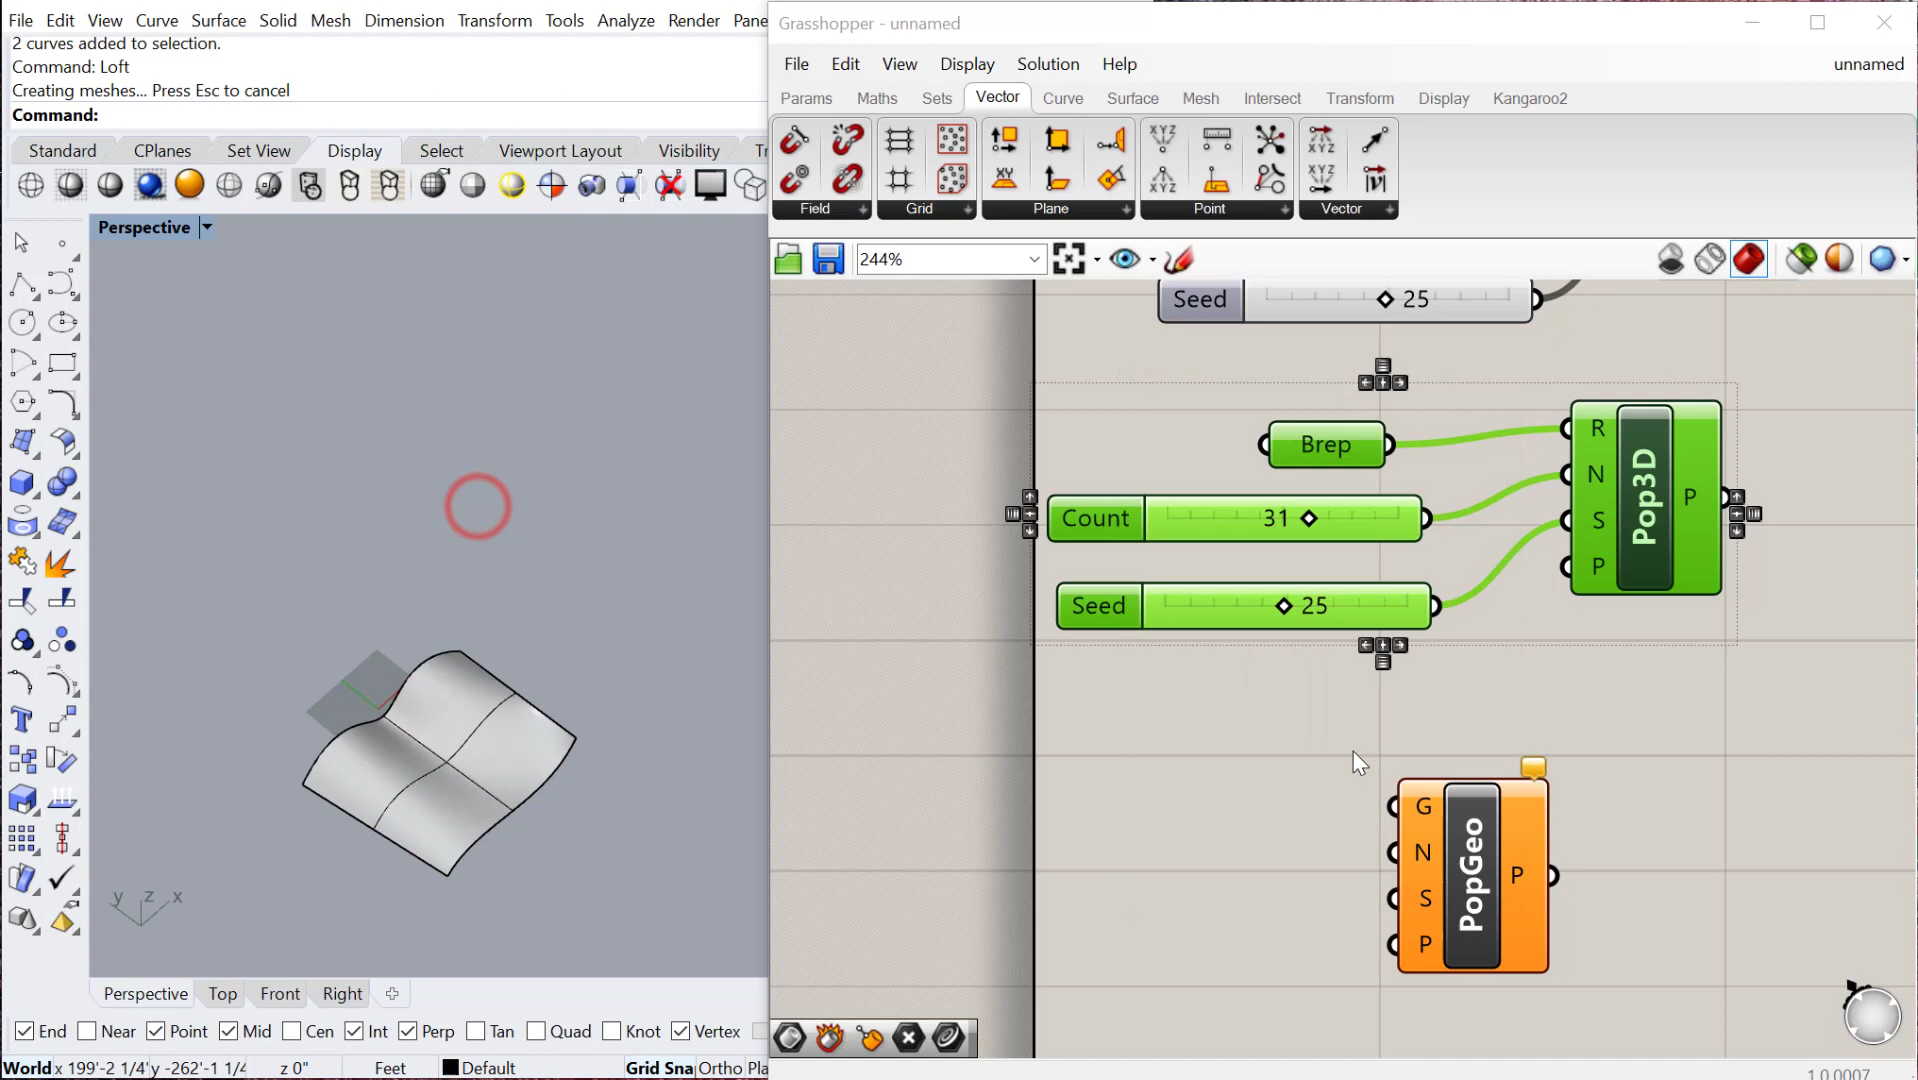 File Edit View Curve Surface Solid Mesh Dimension Transform Tools Analyze Render Pane
2 curves added to selection.
Command: Loft
Creating meshes... Press Esc to cancel
Command:
Standard CPlanes Set View Display Select Viewport Layout Visibility
Perspective
y z x
Perspective Top Front Right
End Near Point Mid Cen Int Perp Tan Quad Knot Vertex
World x 199'-2 1/4' y -262'-1 1/4 z 0" Feet Default Grid Sna Ortho Pla
Grasshopper - unnamed
File Edit View Display Solution Help unnamed
Params Maths Sets Vector Curve Surface Mesh Intersect Transform Display Kangaroo2
Field Grid Plane Point Vector
244%
Seed 25
Brep
Count 31
Seed 25
R
N
S
P
Pop3D
P
G
N
S
P
PopGeo
P
1.0.0007